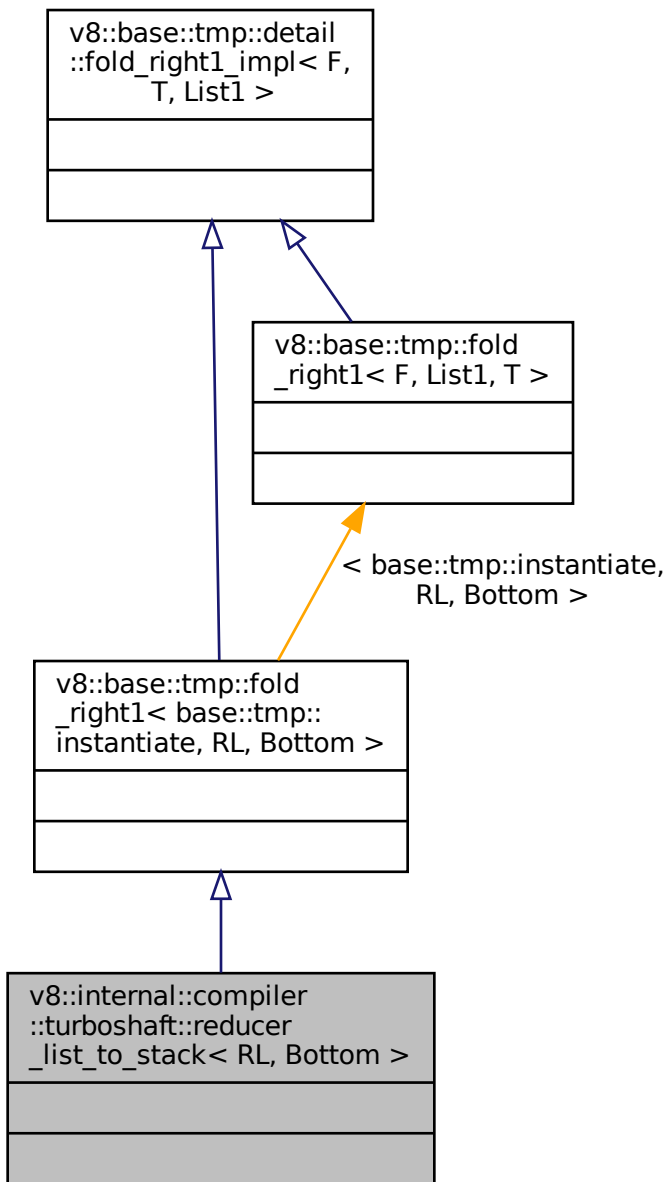 v8::base::tmp::detail
::fold_right1_impl< F,
T, List1 >
v8::base::tmp::fold
_right1< F, List1, T >
< base::tmp::instantiate,
RL, Bottom >
v8::base::tmp::fold
_right1< base::tmp::
instantiate, RL, Bottom >
v8::internal::compiler
::turboshaft::reducer
_list_to_stack< RL, Bottom >